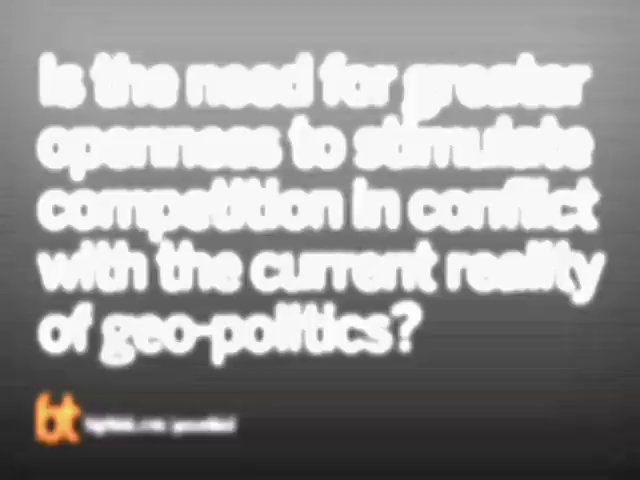 Is the need for greater
openness to stimulate
competition in conflict
with the current reality
of geo-politics?
bt